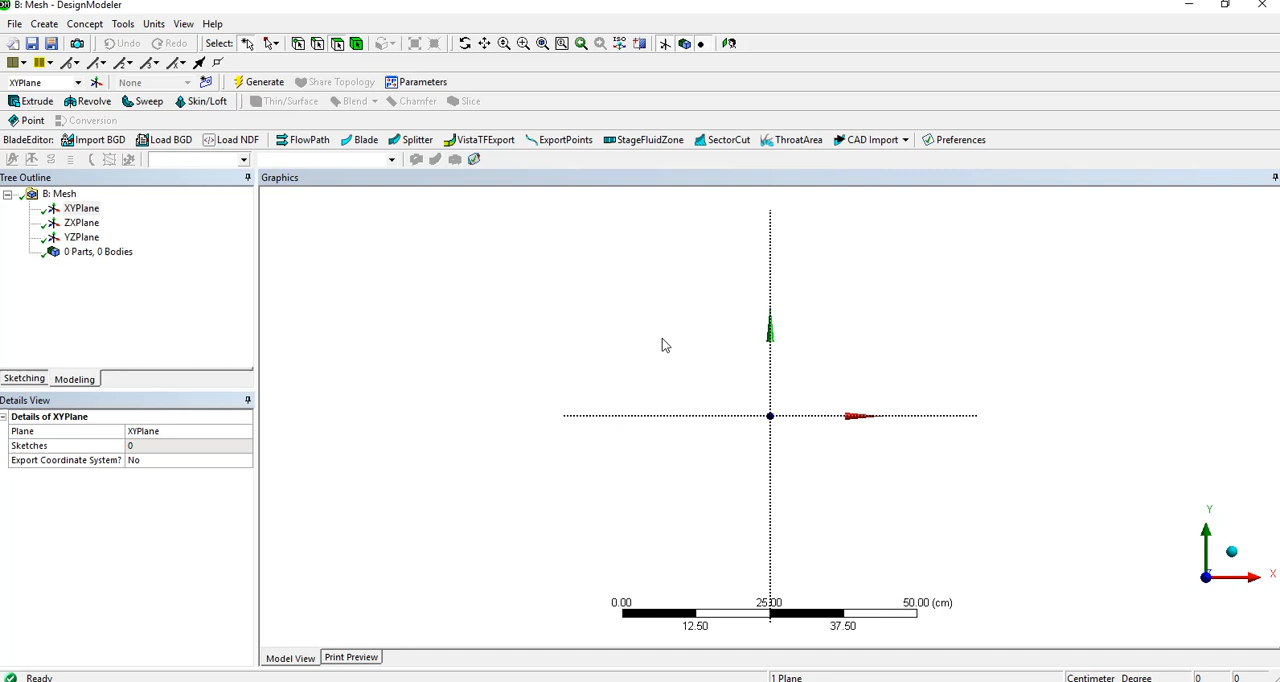 B: Mesh - DesignModeler
File Create Concept Tools Units View Help
Undo Redo Select:
XYPlane None Generate Share Topology Parameters
Extrude Revolve Sweep Skin/Loft Thin/Surface Blend Chamfer Slice
Point Conversion
BladeEditor: Import BGD Load BGD Load NDF FlowPath Blade Splitter VistaTFExport ExportPoints StageFluidZone SectorCut ThroatArea CAD Import Preferences
Tree Outline
Graphics
B: Mesh
XYPlane
ZXPlane
YZPlane
0 Parts, 0 Bodies
Sketching Modeling
Details View
Details of XYPlane
Plane XYPlane
Sketches 0
Export Coordinate System? No
Y
X
0.00 25.00 50.00 (cm)
12.50 37.50
Model View Print Preview
Ready 1 Plane Centimeter Degree 0 0